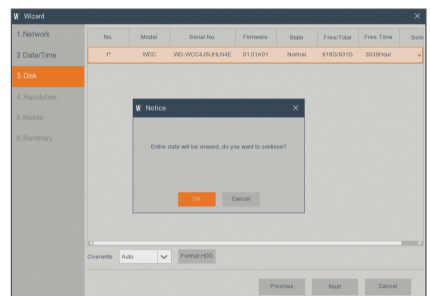 W Wizard
1.Network
2.Date/Time
3.Disk
4.Resolution
5.Mobile
6.Summary
No. Model Serial No. Firmware State Free/Total Free Time Sele
1* WDC WD-WCC4J6UHLN4E 01.01A01 Normal 918G/931G 3039Hour
W Notice
Entire data will be erased, do you want to continue?
OK Cancel
Overwrite Auto Format HDD
Previous Next Cancel